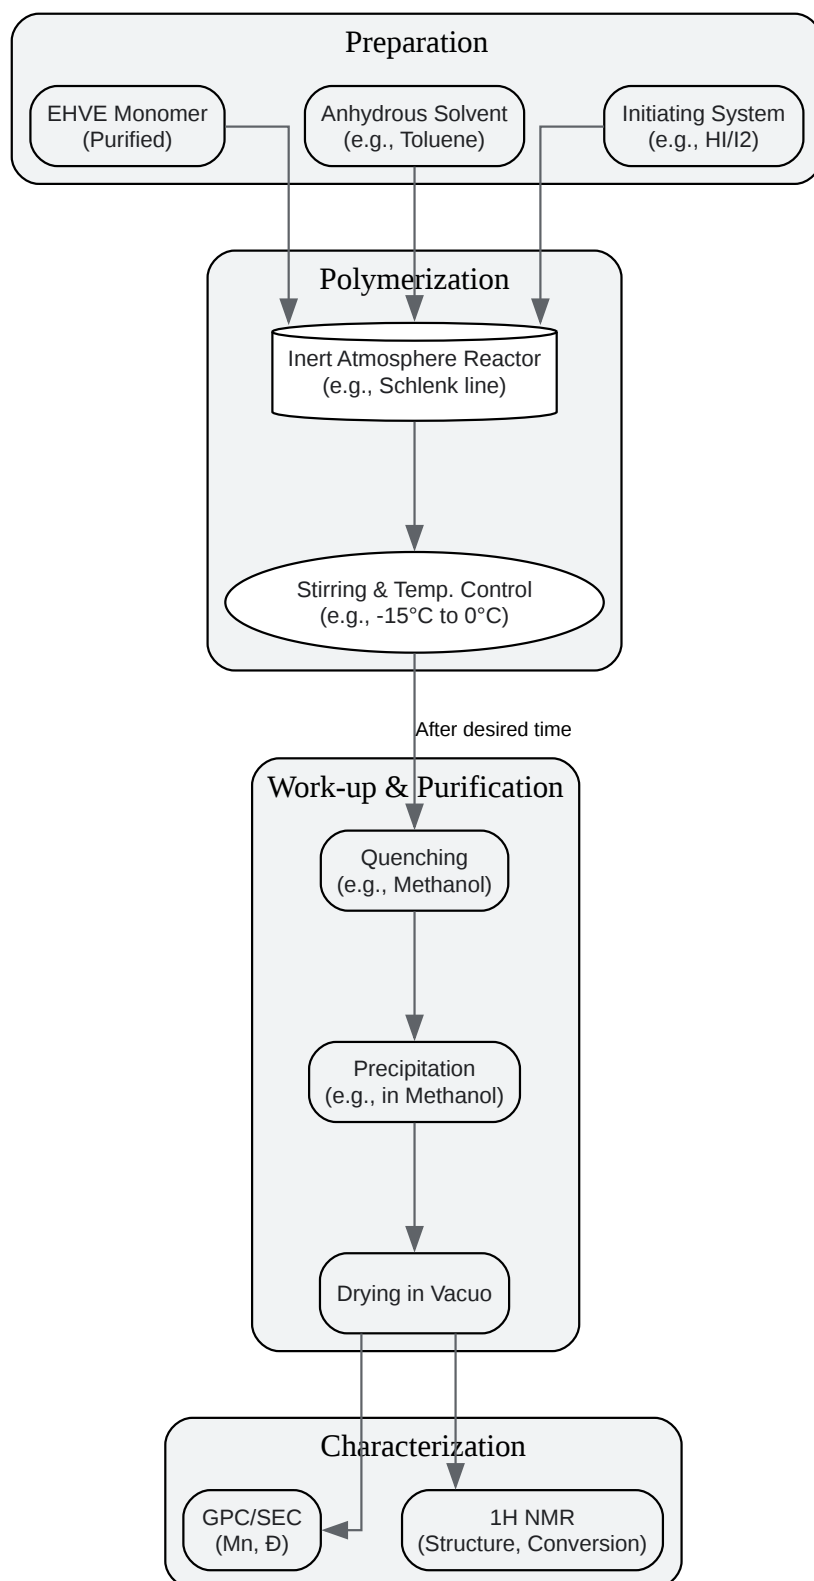 Preparation
EHVE Monomer
(Purified)
Anhydrous Solvent
(e.g., Toluene)
Initiating System
(e.g., HI/I2)
Polymerization
Inert Atmosphere Reactor
(e.g., Schlenk line)
Stirring & Temp. Control
(e.g., -15°C to 0°C)
After desired time
Work-up & Purification
Quenching
(e.g., Methanol)
Precipitation
(e.g., in Methanol)
Drying in Vacuo
Characterization
GPC/SEC
(Mn, Đ)
1H NMR
(Structure, Conversion)